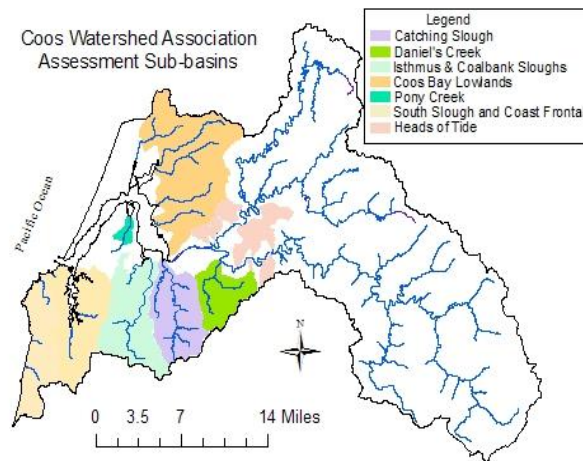 Coos Watershed Association
Assessment Sub-basins
Legend
Catching Slough
Daniel's Creek
Isthmus & Coalbank Sloughs
Coos Bay Lowlands
Pony Creek
South Slough and Coast Fronta
Heads of Tide
Pacific Ocean
N
0 3.5 7 14 Miles